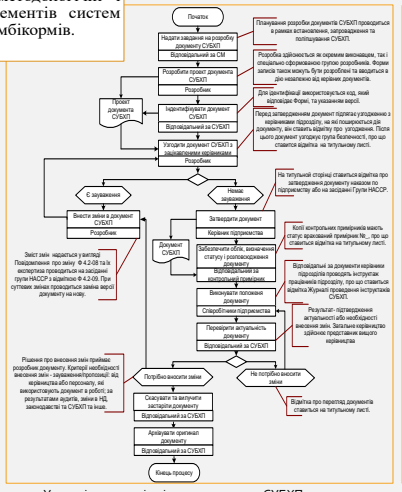 ементів систем
мбікормів.
Початок
Надати завдання на розробку
документу СУБХП
Відповідальний за СМ
Розробити проект документа
СУБХП
Розробник
Проект
документа
СУБХП
Ідентифікувати документ
СУБХП
Відповідальний за СУБХП
Узгодити документ СУБХП з
зацікавленими керівниками
Розробник
Є
зауваження
Немає
зауваження
Внести зміни в документ
СУБХП
Розробник
Затвердити документ
Керівник підприємства
Документ
СУБХП
Забезпечити облік, визначення
статусу і розповсюдження
документу
Відповідальний за
контрольний примірник
Виконувати положення
документу
Співробітники підприємства
Перевірити актуальність
документу
Відповідальний за СУБХП
Потрібно вносити зміни
Не потрібно вносити
зміни
Скасувати та вилучити
застарілі документу
Відповідальний за СУБХП
Архівувати оригінал
документу
Відповідальний за СУБХП
Кінець процесу
Планування розробки документів СУБХП проводиться
в рамках встановлення, запровадження та
поліпшування СУБХП.
Розробка здійснюється як окремим виконавцем, так і
спеціально сформованою групою розробників. Форми
записів також можуть бути розроблені та вводитися в
дію незалежно від керівних документів.
Для ідентифікації використовується код, який
відповідає Формі, та указанням версії.
Перед затвердженням документ підлягає узгодженню з
керівниками підрозділу, на які поширюється дія
документу, він ставить відмітку про узгодження. Після
цього документ узгоджує група безпечності, про що
ставиться відмітка на титульному листі.
На титульній сторінці ставиться відмітка про
затвердження документу наказом по
підприємству або на засіданні Групи НАССР.
Копії контрольних примірників мають
статус врахований примірник №_, про що
ставиться відмітка на титульному листі.
Відповідальні за документи керівники
підрозділів проводять інструктаж
працівників підрозділу, про що ставиться
відмітка Журналі проведення інструктажів
СУБХП.
Результат- підтвердження
актуальності або необхідності
внесення змін. Загальне керівництво
здійснює представник вищого
керівництва
Відмітка про перегляд документів
ставиться на титульному листі.
Зміст змін надається у вигляді
Повідомлення про зміну Ф 4.2-08 та їх
експертиза проводиться на засіданні
групи НАССР з відміткою Ф 4.2-09. При
суттєвих змінах проводиться заміна версії
документу на нову.
Рішення про внесення змін приймає
розробник документу. Критерії необхідності
внесення змін - зауваження/пропозиції: від
керівництва або персоналу, які
використовують документ в роботі; за
результатами аудитів, зміни в НД,
законодавстві та СУБХП та інше.